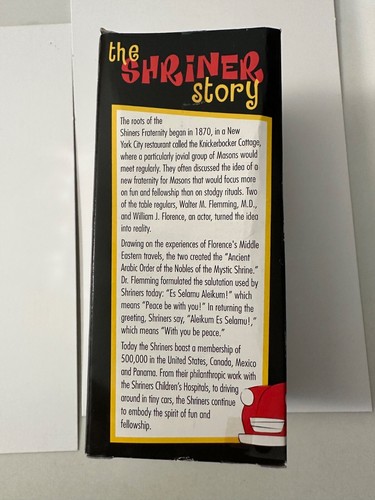 the
SHRINER
story
The roots of the
Shiners Fraternity began in 1870, in a New
York City restaurant called the Knickerbocker Cottage,
where a particularly jovial group of Masons would
meet regularly. They often discussed the idea of a
new fraternity for Masons that would focus more
on fun and fellowship than on stodgy rituals. Two
of the table regulars, Walter M. Flemming, M.D.,
and William J. Florence, an actor, turned the idea
into reality.
Drawing on the experiences of Florence's Middle
Eastern travels, the two created the "Ancient
Arabic Order of the Nobles of the Mystic Shrine."
Dr. Flemming formulated the salutation used by
Shriners today: "Es Selamu Aleikum!" which
means "Peace be with you!" In returning the
greeting, Shriners say, "Aleikum Es Selamu!,"
which means "With you be peace."
Today the Shriners boast a membership of
500,000 in the United States, Canada, Mexico
and Panama. From their philanthropic work with
the Shriners Children's Hospitals, to driving
around in tiny cars, the Shriners continue
to embody the spirit of fun and
fellowship.